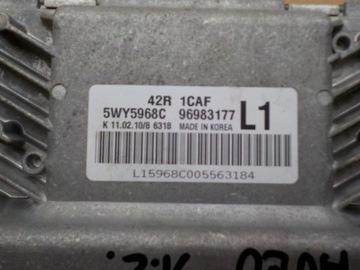 42R 1CAF
5WY5968C 96983177 L1
K 11.02.10/8 6318 MADE IN KOREA
L15968C005563184